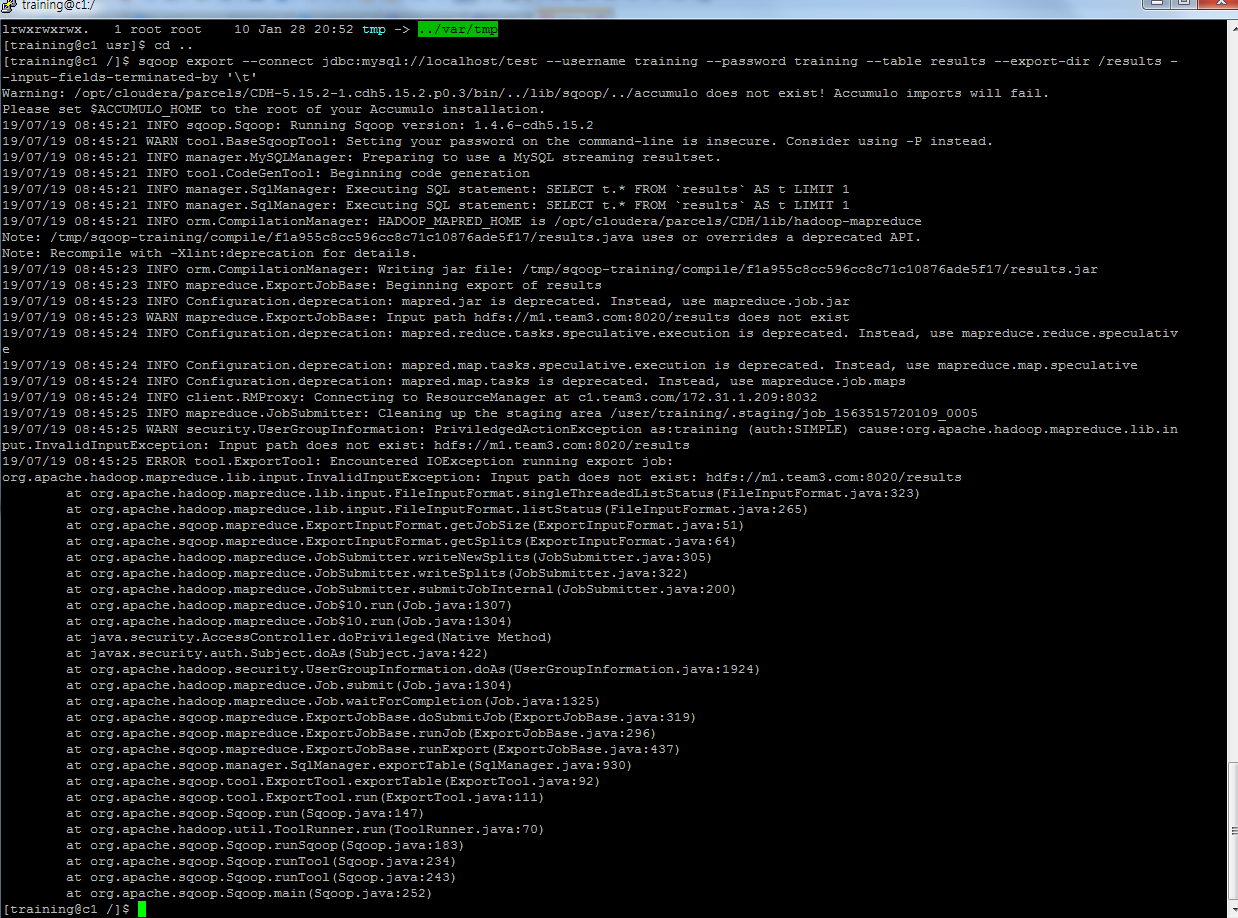 training@c1:/
lrwxrwxrwx.   1 root root    10 Jan 28 20:52 tmp -> ../var/tmp
[training@c1 usr]$ cd ..
[training@c1 /]$ sqoop export --connect jdbc:mysql://localhost/test --username training --password training --table results --export-dir /results -
-input-fields-terminated-by '\t'
Warning: /opt/cloudera/parcels/CDH-5.15.2-1.cdh5.15.2.p0.3/bin/../lib/sqoop/../accumulo does not exist! Accumulo imports will fail.
Please set $ACCUMULO_HOME to the root of your Accumulo installation.
19/07/19 08:45:21 INFO sqoop.Sqoop: Running Sqoop version: 1.4.6-cdh5.15.2
19/07/19 08:45:21 WARN tool.BaseSqoopTool: Setting your password on the command-line is insecure. Consider using -P instead.
19/07/19 08:45:21 INFO manager.MySQLManager: Preparing to use a MySQL streaming resultset.
19/07/19 08:45:21 INFO tool.CodeGenTool: Beginning code generation
19/07/19 08:45:21 INFO manager.SqlManager: Executing SQL statement: SELECT t.* FROM `results` AS t LIMIT 1
19/07/19 08:45:21 INFO manager.SqlManager: Executing SQL statement: SELECT t.* FROM `results` AS t LIMIT 1
19/07/19 08:45:21 INFO orm.CompilationManager: HADOOP_MAPRED_HOME is /opt/cloudera/parcels/CDH/lib/hadoop-mapreduce
Note: /tmp/sqoop-training/compile/f1a955c8cc596cc8c71c10876ade5f17/results.java uses or overrides a deprecated API.
Note: Recompile with -Xlint:deprecation for details.
19/07/19 08:45:23 INFO orm.CompilationManager: Writing jar file: /tmp/sqoop-training/compile/f1a955c8cc596cc8c71c10876ade5f17/results.jar
19/07/19 08:45:23 INFO mapreduce.ExportJobBase: Beginning export of results
19/07/19 08:45:23 INFO Configuration.deprecation: mapred.jar is deprecated. Instead, use mapreduce.job.jar
19/07/19 08:45:23 WARN mapreduce.ExportJobBase: Input path hdfs://m1.team3.com:8020/results does not exist
19/07/19 08:45:24 INFO Configuration.deprecation: mapred.reduce.tasks.speculative.execution is deprecated. Instead, use mapreduce.reduce.speculativ
e
19/07/19 08:45:24 INFO Configuration.deprecation: mapred.map.tasks.speculative.execution is deprecated. Instead, use mapreduce.map.speculative
19/07/19 08:45:24 INFO Configuration.deprecation: mapred.map.tasks is deprecated. Instead, use mapreduce.job.maps
19/07/19 08:45:24 INFO client.RMProxy: Connecting to ResourceManager at c1.team3.com/172.31.1.209:8032
19/07/19 08:45:25 INFO mapreduce.JobSubmitter: Cleaning up the staging area /user/training/.staging/job_1563515720109_0005
19/07/19 08:45:25 WARN security.UserGroupInformation: PriviledgedActionException as:training (auth:SIMPLE) cause:org.apache.hadoop.mapreduce.lib.in
put.InvalidInputException: Input path does not exist: hdfs://m1.team3.com:8020/results
19/07/19 08:45:25 ERROR tool.ExportTool: Encountered IOException running export job:
org.apache.hadoop.mapreduce.lib.input.InvalidInputException: Input path does not exist: hdfs://m1.team3.com:8020/results
        at org.apache.hadoop.mapreduce.lib.input.FileInputFormat.singleThreadedListStatus(FileInputFormat.java:323)
        at org.apache.hadoop.mapreduce.lib.input.FileInputFormat.listStatus(FileInputFormat.java:265)
        at org.apache.sqoop.mapreduce.ExportInputFormat.getJobSize(ExportInputFormat.java:51)
        at org.apache.sqoop.mapreduce.ExportInputFormat.getSplits(ExportInputFormat.java:64)
        at org.apache.hadoop.mapreduce.JobSubmitter.writeNewSplits(JobSubmitter.java:305)
        at org.apache.hadoop.mapreduce.JobSubmitter.writeSplits(JobSubmitter.java:322)
        at org.apache.hadoop.mapreduce.JobSubmitter.submitJobInternal(JobSubmitter.java:200)
        at org.apache.hadoop.mapreduce.Job$10.run(Job.java:1307)
        at org.apache.hadoop.mapreduce.Job$10.run(Job.java:1304)
        at java.security.AccessController.doPrivileged(Native Method)
        at javax.security.auth.Subject.doAs(Subject.java:422)
        at org.apache.hadoop.security.UserGroupInformation.doAs(UserGroupInformation.java:1924)
        at org.apache.hadoop.mapreduce.Job.submit(Job.java:1304)
        at org.apache.hadoop.mapreduce.Job.waitForCompletion(Job.java:1325)
        at org.apache.sqoop.mapreduce.ExportJobBase.doSubmitJob(ExportJobBase.java:319)
        at org.apache.sqoop.mapreduce.ExportJobBase.runJob(ExportJobBase.java:296)
        at org.apache.sqoop.mapreduce.ExportJobBase.runExport(ExportJobBase.java:437)
        at org.apache.sqoop.manager.SqlManager.exportTable(SqlManager.java:930)
        at org.apache.sqoop.tool.ExportTool.exportTable(ExportTool.java:92)
        at org.apache.sqoop.tool.ExportTool.run(ExportTool.java:111)
        at org.apache.sqoop.Sqoop.run(Sqoop.java:147)
        at org.apache.hadoop.util.ToolRunner.run(ToolRunner.java:70)
        at org.apache.sqoop.Sqoop.runSqoop(Sqoop.java:183)
        at org.apache.sqoop.Sqoop.runTool(Sqoop.java:234)
        at org.apache.sqoop.Sqoop.runTool(Sqoop.java:243)
        at org.apache.sqoop.Sqoop.main(Sqoop.java:252)
[training@c1 /]$